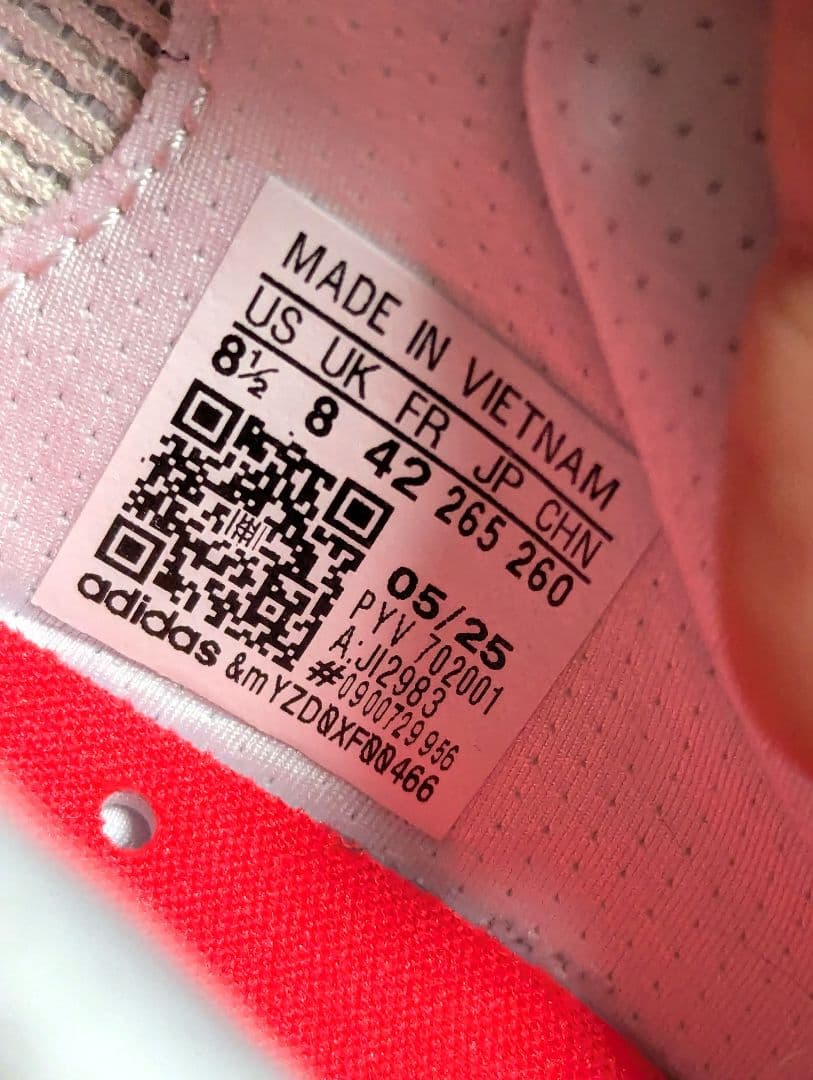 MADE IN VIETNAM
US UK FR JP CHN
8½ 8 42 265 260
05/25
PYV 702001
A:JI2983
#0900729956
adidas &mYZD0XF00466